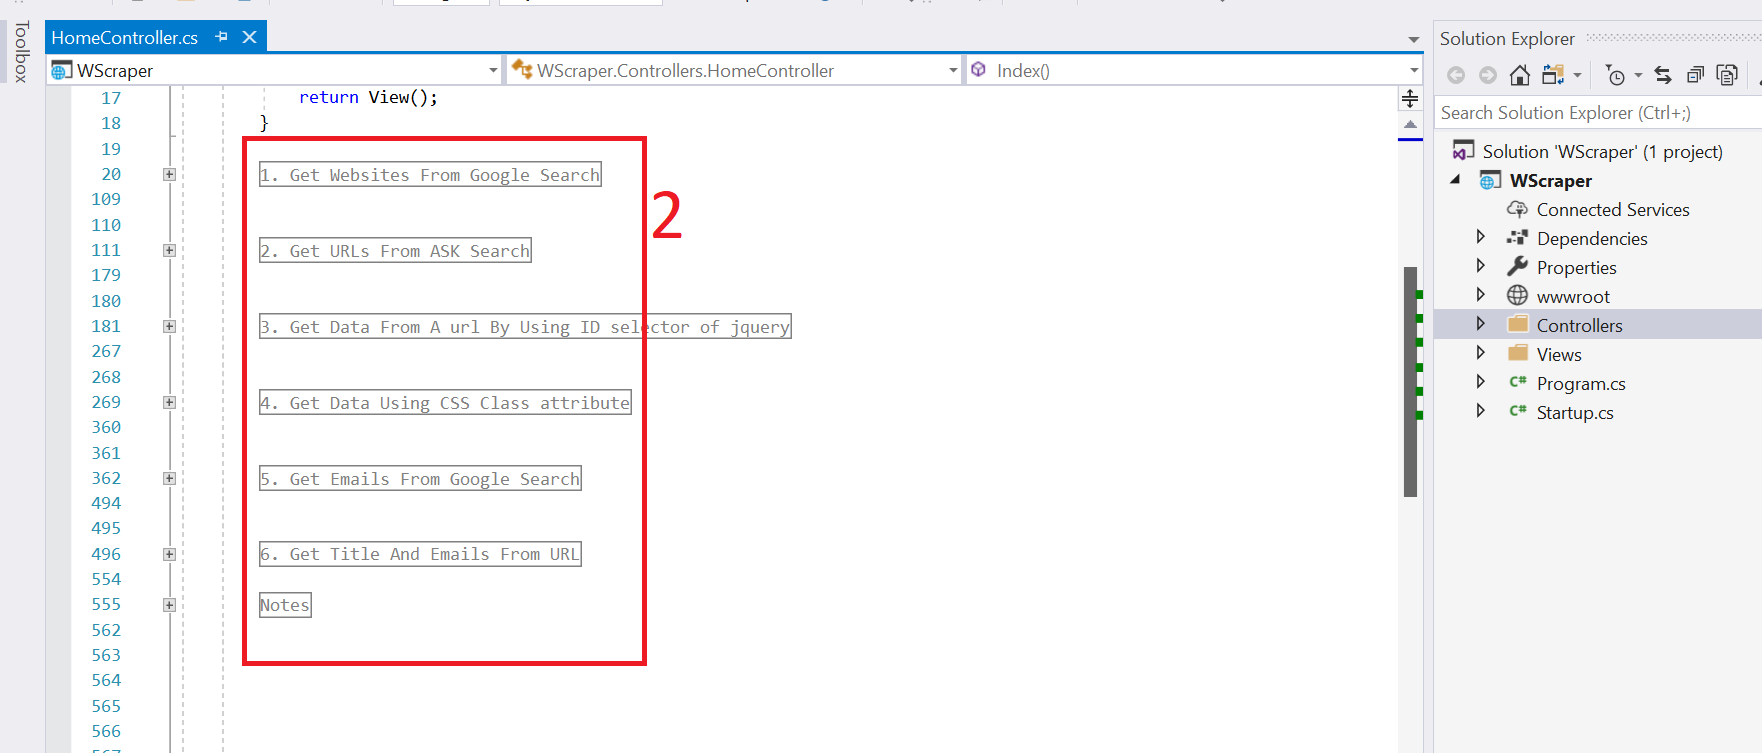 Toolbox
HomeController.cs
WScraper
WScraper.Controllers.HomeController
Index()
17 return View();
18 }
19
20 1. Get Websites From Google Search
109
110
111 2. Get URLs From ASK Search
179
180
181 3. Get Data From A url By Using ID selector of jquery
267
268
269 4. Get Data Using CSS Class attribute
360
361
362 5. Get Emails From Google Search
494
495
496 6. Get Title And Emails From URL
554
555 Notes
562
563
564
565
566
2
Solution Explorer
Search Solution Explorer (Ctrl+;)
Solution 'WScraper' (1 project)
WScraper
Connected Services
Dependencies
Properties
wwwroot
Controllers
Views
C# Program.cs
C# Startup.cs